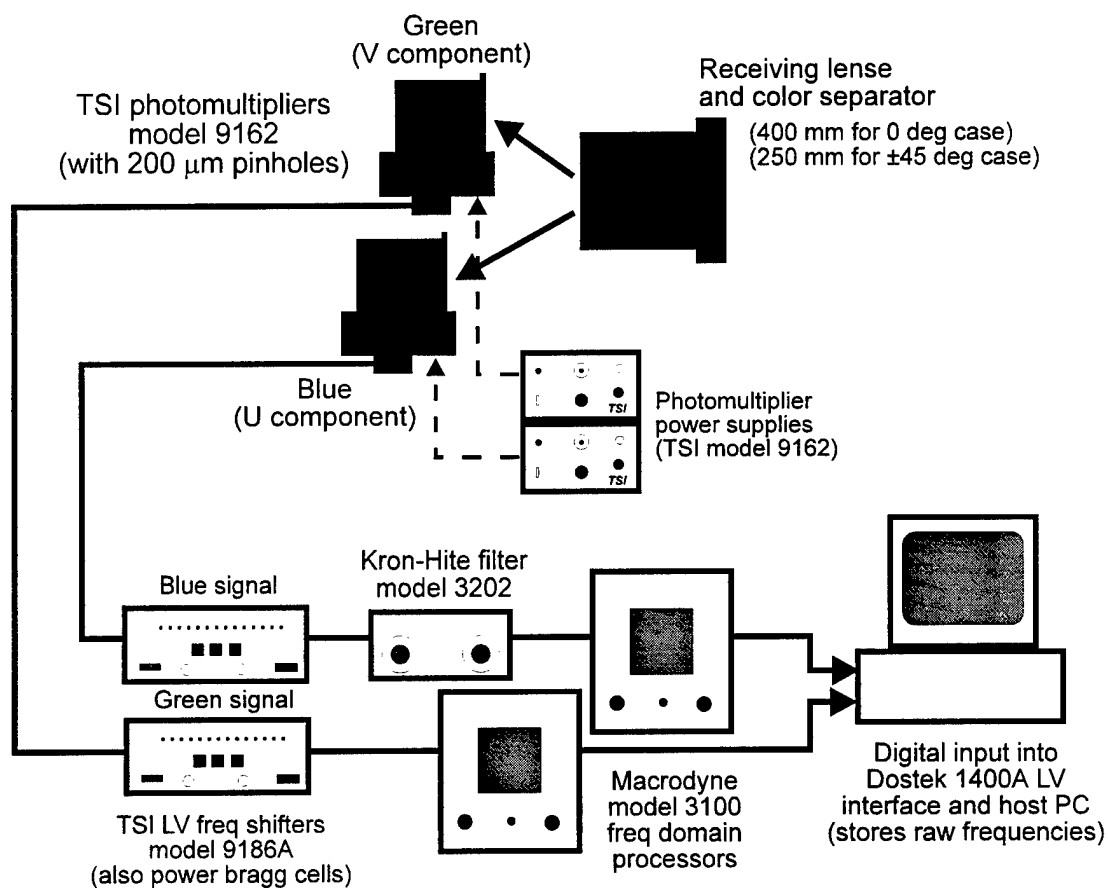 Green
(V component)
TSI photomultipliers
model 9162
(with 200 μm pinholes)
Receiving lense
and color separator
(400 mm for 0 deg case)
(250 mm for ±45 deg case)
Blue
(U component)
TSI
TSI
Photomultiplier
power supplies
(TSI model 9162)
Kron-Hite filter
model 3202
Blue signal
Green signal
TSI LV freq shifters
model 9186A
(also power bragg cells)
Macrodyne
model 3100
freq domain
processors
Digital input into
Dostek 1400A LV
interface and host PC
(stores raw frequencies)